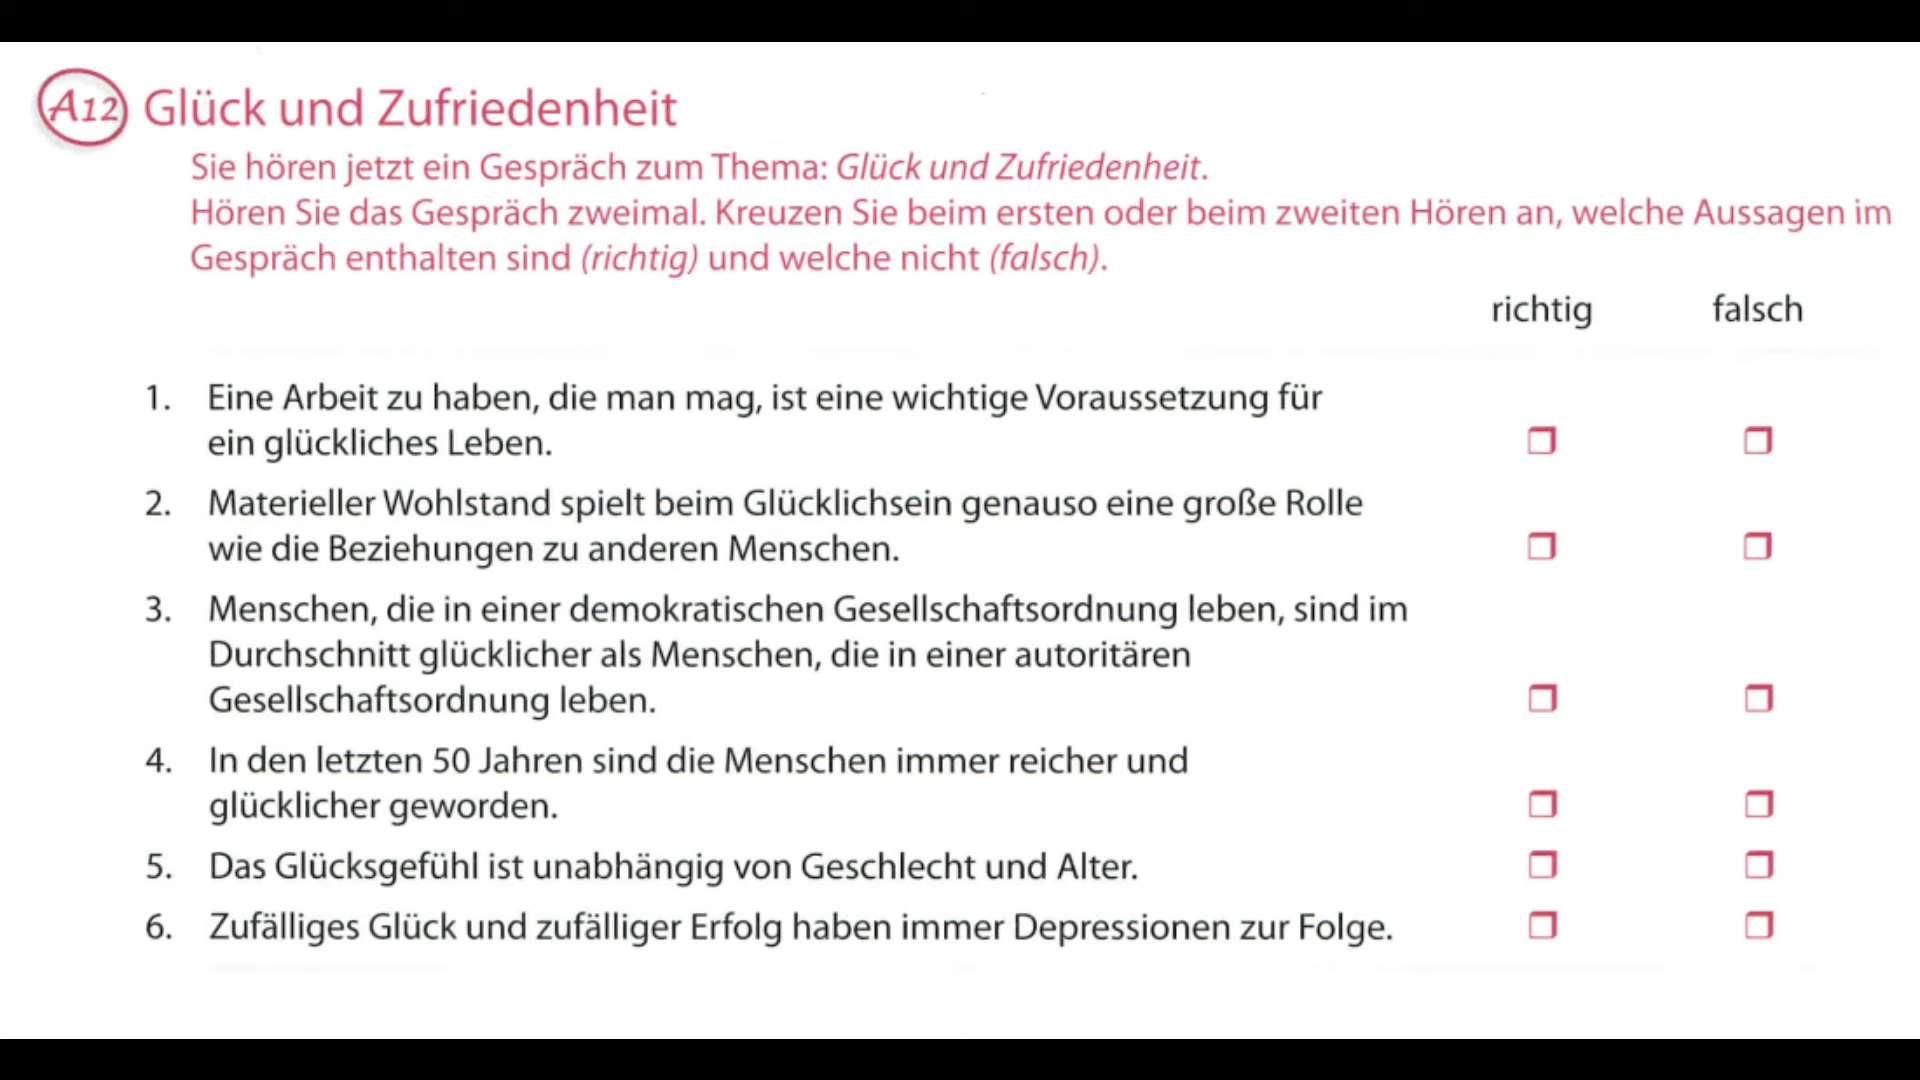 A12 Glück und Zufriedenheit
Sie hören jetzt ein Gespräch zum Thema: Glück und Zufriedenheit.
Hören Sie das Gespräch zweimal. Kreuzen Sie beim ersten oder beim zweiten Hören an, welche Aussagen im
Gespräch enthalten sind (richtig) und welche nicht (falsch).
richtig falsch
1. Eine Arbeit zu haben, die man mag, ist eine wichtige Voraussetzung für
ein glückliches Leben.
2. Materieller Wohlstand spielt beim Glücklichsein genauso eine große Rolle
wie die Beziehungen zu anderen Menschen.
3. Menschen, die in einer demokratischen Gesellschaftsordnung leben, sind im
Durchschnitt glücklicher als Menschen, die in einer autoritären
Gesellschaftsordnung leben.
4. In den letzten 50 Jahren sind die Menschen immer reicher und
glücklicher geworden.
5. Das Glücksgefühl ist unabhängig von Geschlecht und Alter.
6. Zufälliges Glück und zufälliger Erfolg haben immer Depressionen zur Folge.